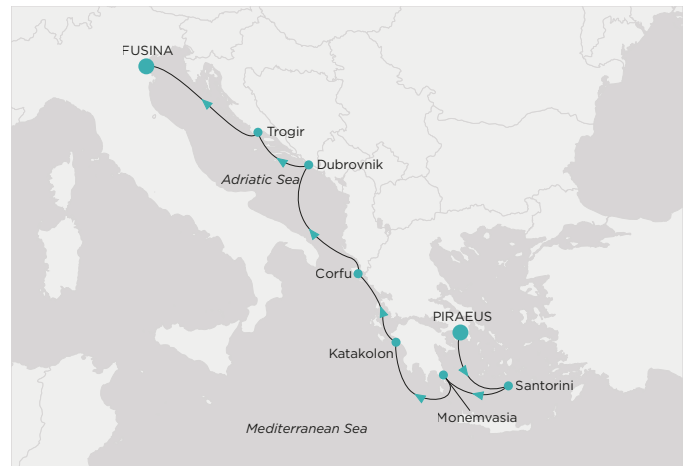 FUSINA
Trogir
Dubrovnik
Adriatic Sea
Corfu
PIRAEUS
Katakolon
Santorini
Monemvasia
Mediterranean Sea